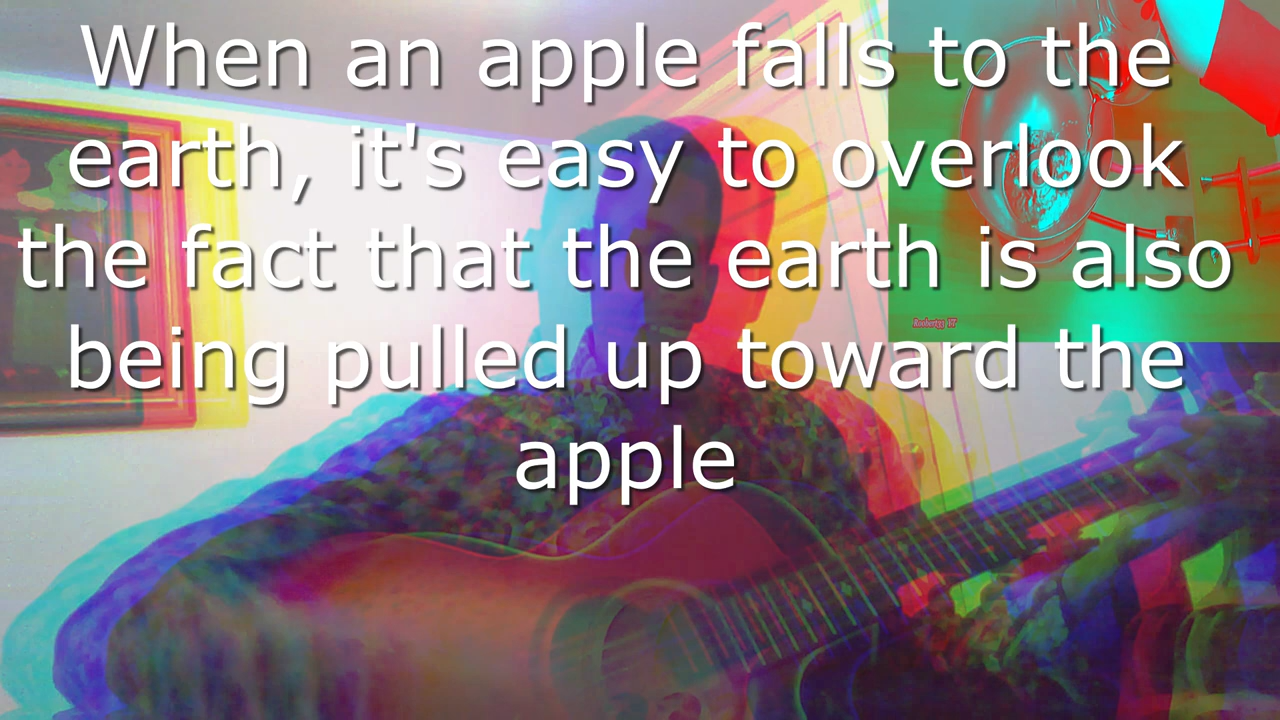 When an apple falls to the
earth, it's easy to overlook
the fact that the earth is also
being pulled up toward the
apple